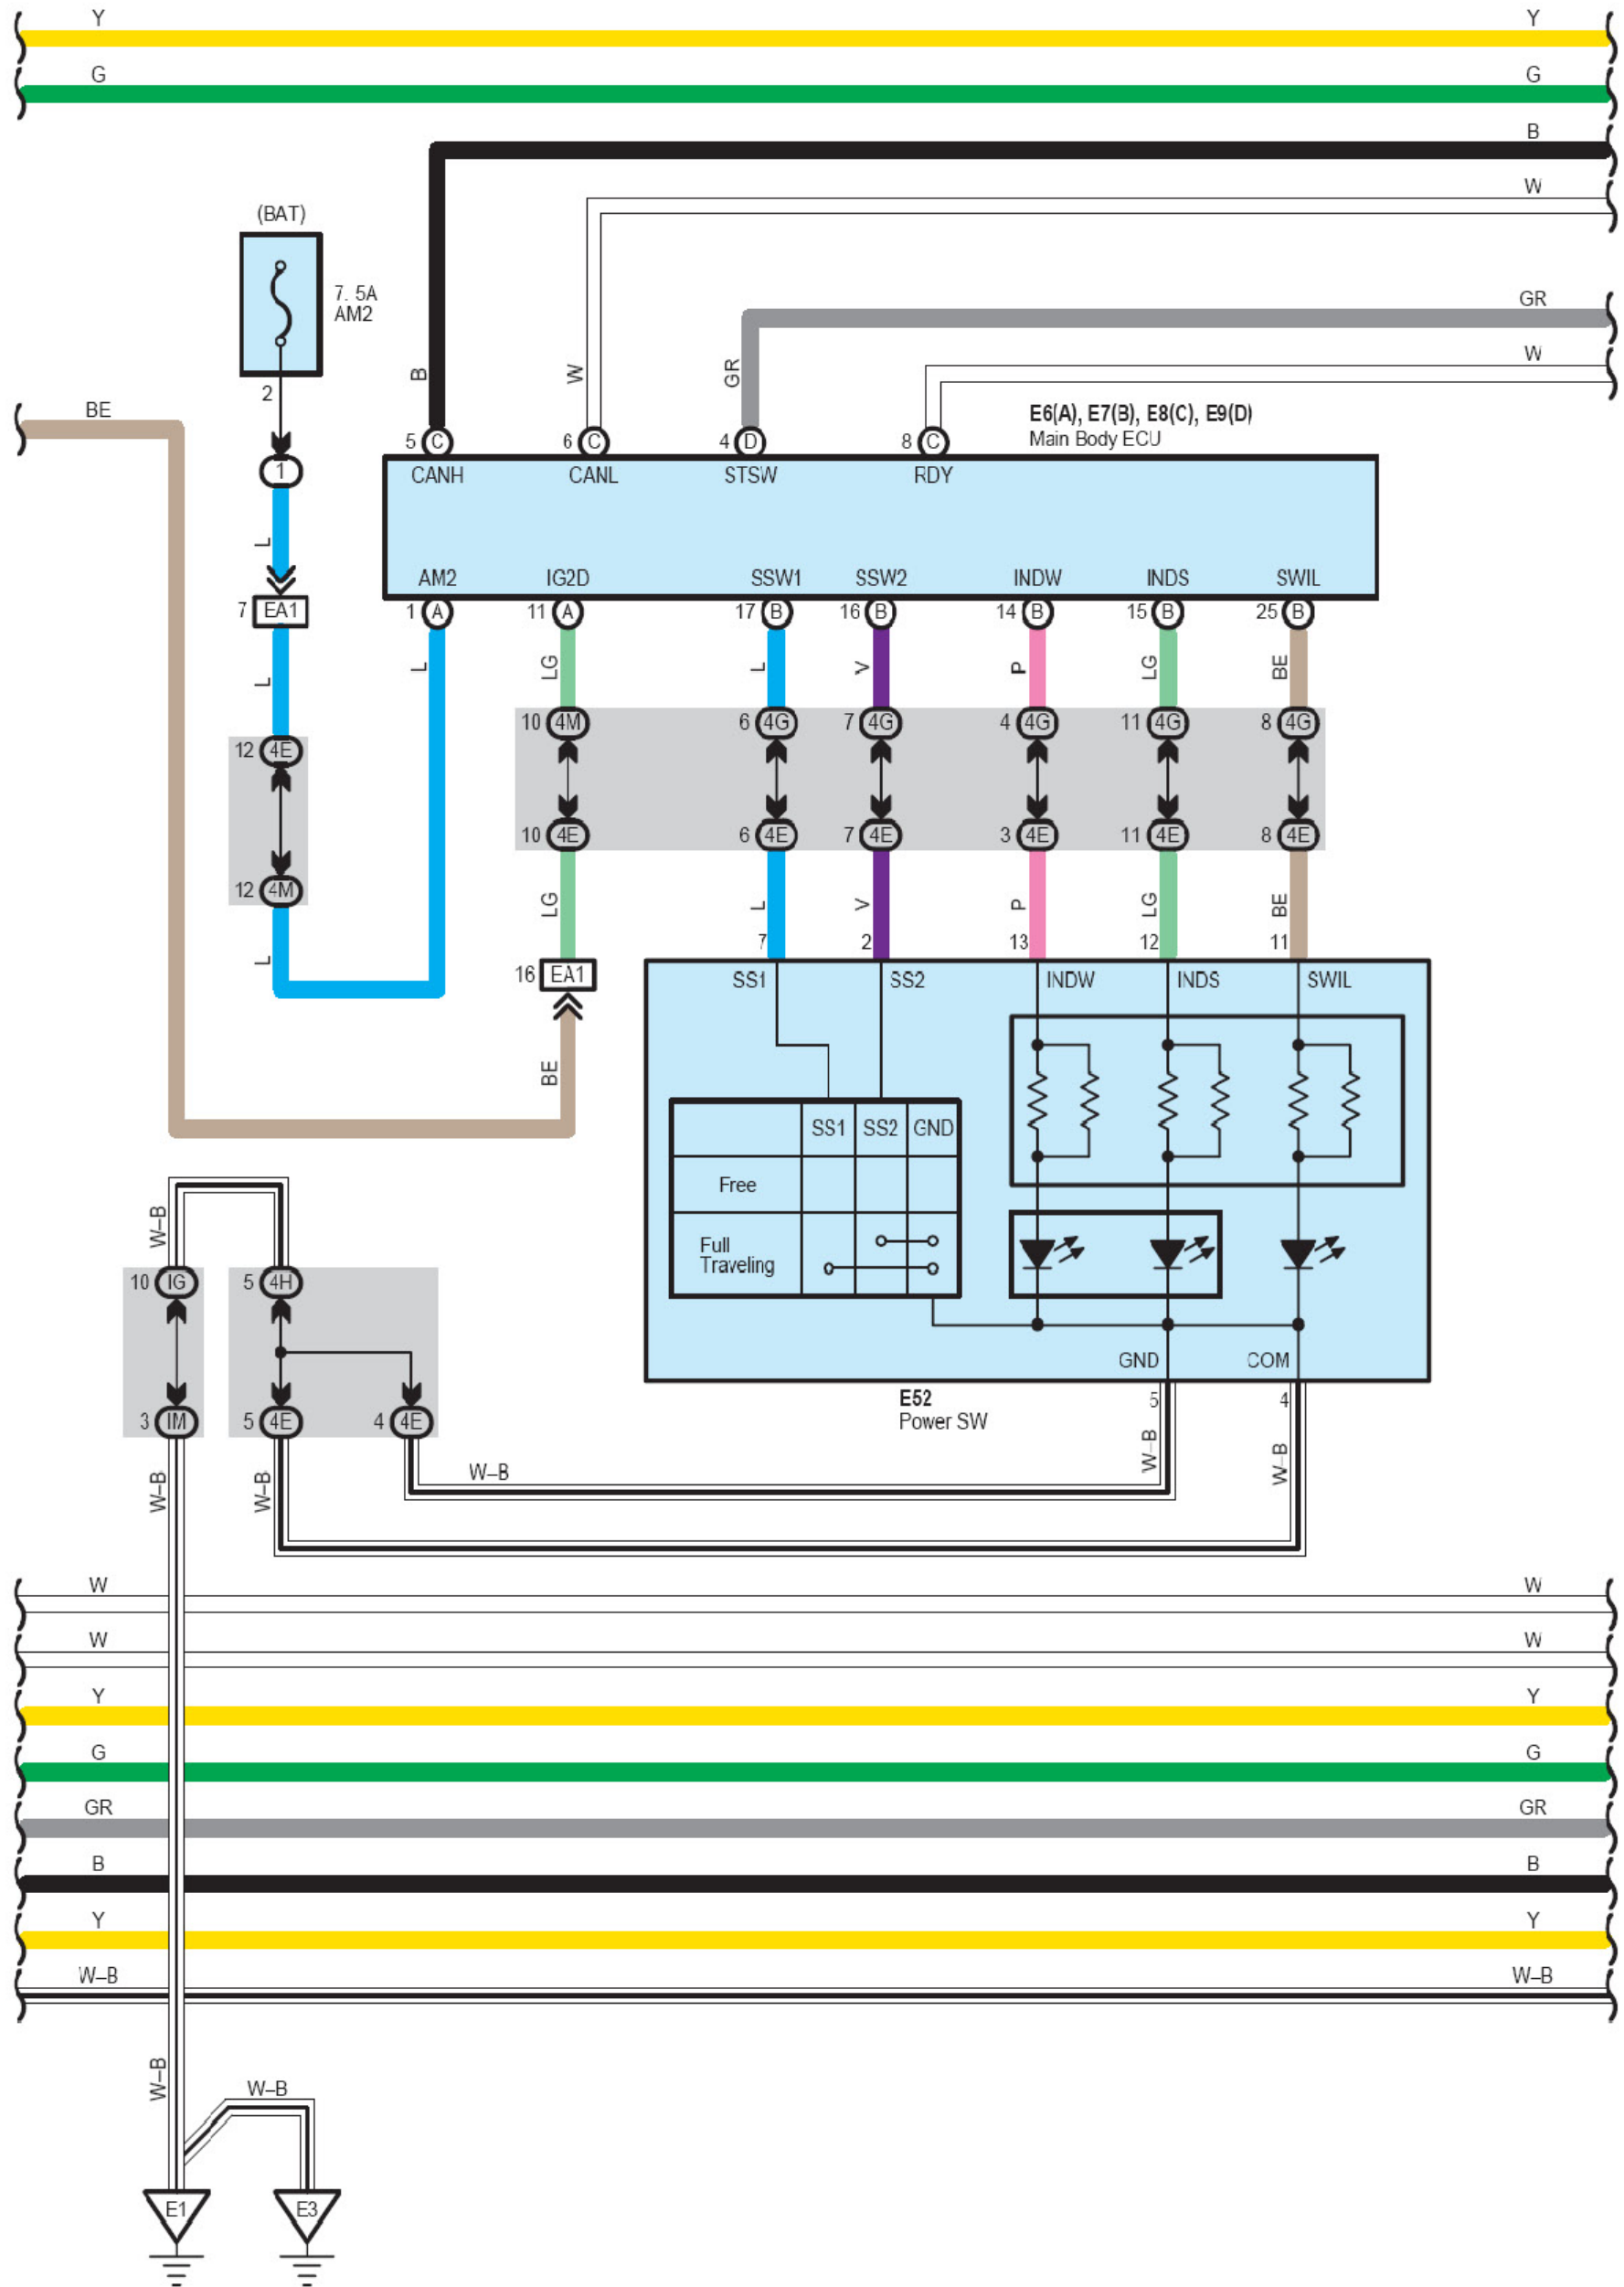 Y Y
G G
B
W
(BAT)
7. 5A
AM2
GR
W
2
B W GR
BE
E6(A), E7(B), E8(C), E9(D)
Main Body ECU
5 C 6 C 4 D 8 C
1
CANH CANL STSW RDY
L
AM2 IG2D SSW1 SSW2 INDW INDS SWIL
7 EA1 1 A 11 A 17 B 16 B 14 B 15 B 25 B
L L LG L V P LG BE
10 4M 6 4G 7 4G 4 4G 11 4G 8 4G
12 4E
10 4E 6 4E 7 4E 3 4E 11 4E 8 4E
12 4M
LG L V P LG BE
7 2 13 12 11
L
16 EA1 SS1 SS2 INDW INDS SWIL
BE
SS1 SS2 GND
Free
W–B
Full
Traveling
10 IG 5 4H
GND COM
E52
Power SW
5 4
3 IM 5 4E 4 4E
W–B W–B W–B W–B W–B
W W
W W
Y Y
G G
GR GR
B B
Y Y
W–B W–B
W–B W–B
E1 E3